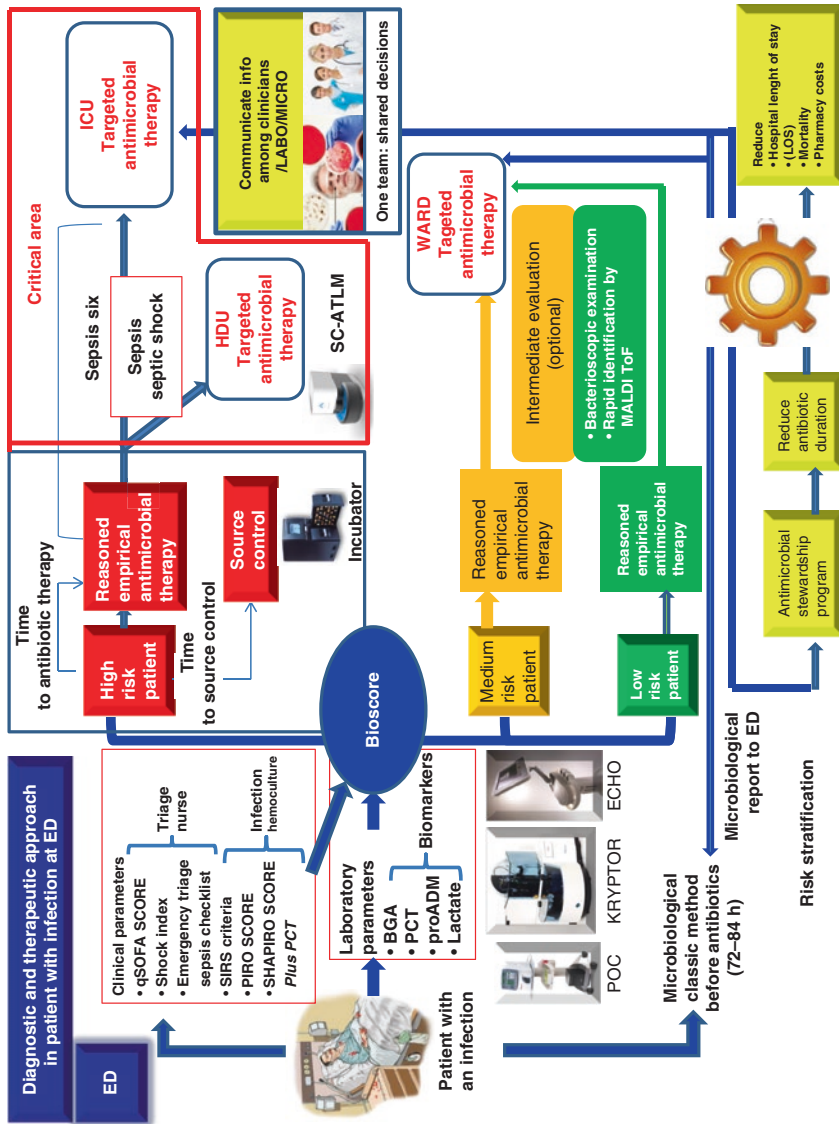 Diagnostic and therapeutic approach
in patient with infection at ED
ED
Patient with
an infection
Clinical parameters
• qSOFA SCORE
• Shock index
• Emergency triage
sepsis checklist
• SIRS criteria
• PIRO SCORE
• SHAPIRO SCORE
Plus PCT
Triage
nurse
Infection
hemoculture
Laboratory
parameters
• BGA
• PCT
• proADM
• Lactate
Biomarkers
POC
KRYPTOR
ECHO
Microbiological
classic method
before antibiotics
(72–84 h)
Bioscore
Time
to antibiotic therapy
High
risk
patient
Time
to source control
Reasoned
empirical
antimicrobial
therapy
Source
control
Incubator
Critical area
Sepsis six
Sepsis
septic shock
ICU
Targeted
antimicrobial
therapy
HDU
Targeted
antimicrobial
therapy
SC-ATLM
Communicate info
among clinicians
/LABO/MICRO
One team: shared decisions
Medium
risk
patient
Reasoned
empirical
antimicrobial
therapy
Intermediate evaluation
(optional)
• Bacterioscopic examination
• Rapid identification by
MALDI ToF
WARD
Tageted
antimicrobial
therapy
Low
risk
patient
Reasoned
empirical
antimicrobial
therapy
Microbiological
report to ED
Risk stratification
Antimicrobial
stewardship
program
Reduce
antibiotic
duration
Reduce
• Hospital lenght of stay
• (LOS)
• Mortality
• Pharmacy costs